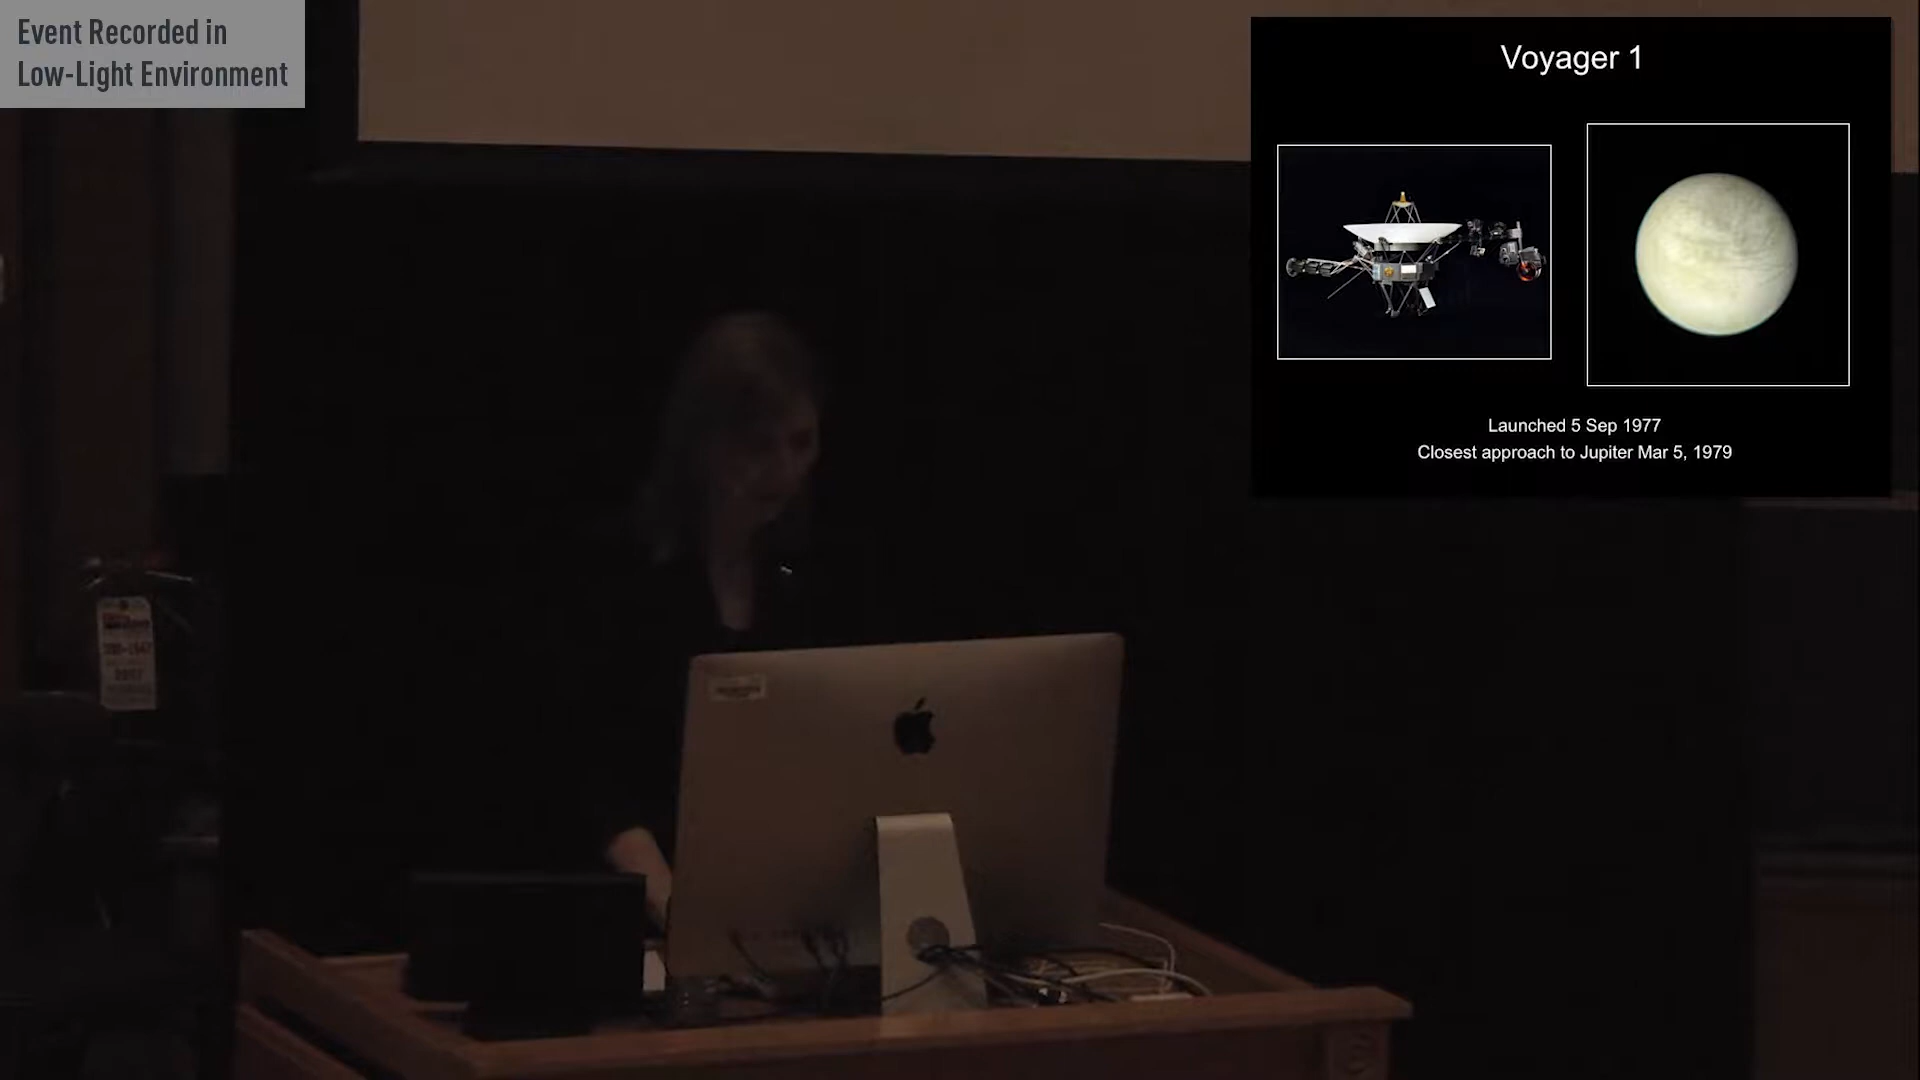 Event Recorded in
Low-Light Environment
Voyager 1
Launched 5 Sep 1977
Closest approach to Jupiter Mar 5, 1979